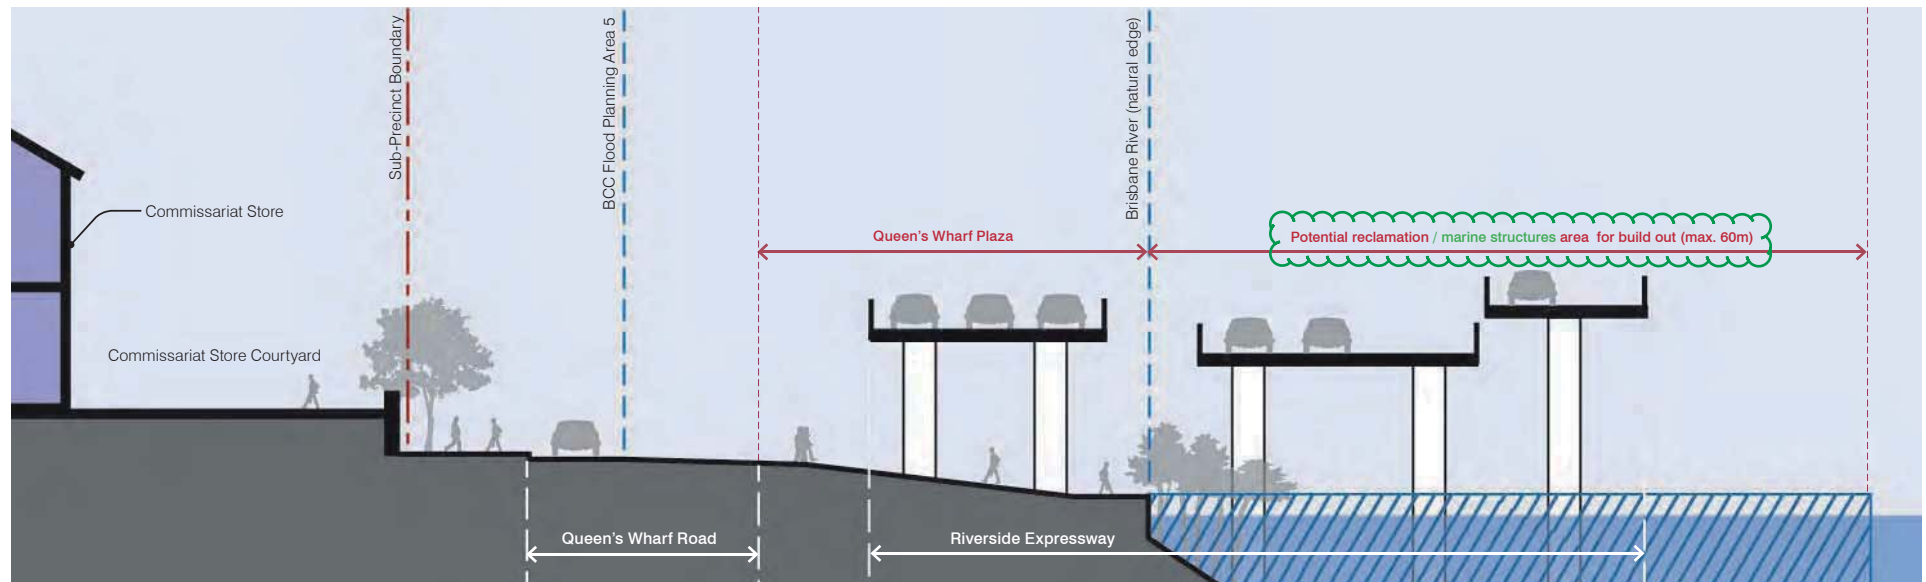 Sub-Precinct Boundary
BCC Flood Planning Area 5
Brisbane River (natural edge)
Commissariat Store
Queen's Wharf Plaza
Potential reclamation / marine structures area for build out (max. 60m)
Commissariat Store Courtyard
Queen's Wharf Road
Riverside Expressway